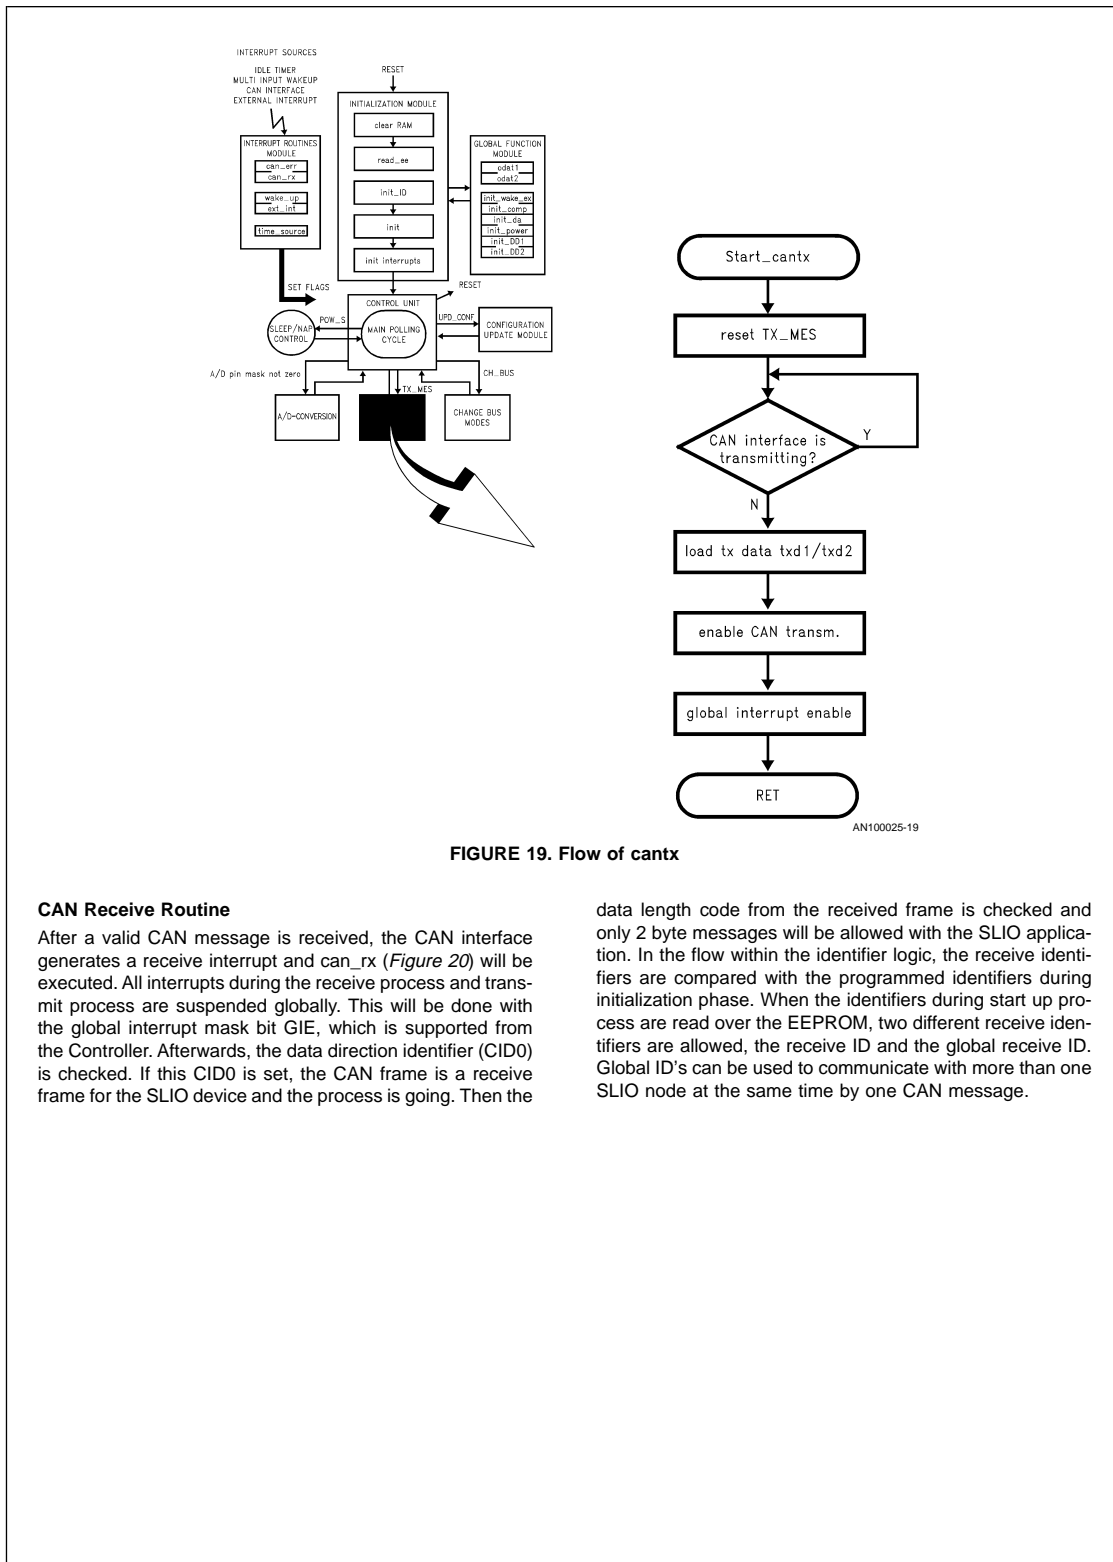 INTERRUPT SOURCES
IDLE TIMER
MULTI INPUT WAKEUP
CAN INTERFACE
EXTERNAL INTERRUPT
INTERRUPT ROUTINES
MODULE
can_err
can_rx
wake_up
ext_int
time_source
SET FLAGS
RESET
INITIALIZATION MODULE
clear RAM
read_ee
init_ID
init
init interrupts
GLOBAL FUNCTION
MODULE
odat1
odat2
init_wake_ex
init_comp
init_da
init_power
init_DD1
init_DD2
RESET
CONTROL UNIT
MAIN POLLING
CYCLE
POW_S
SLEEP/NAP
CONTROL
UPD_CONF
CONFIGURATION
UPDATE MODULE
A/D pin mask not zero
CH_BUS
TX_MES
A/D-CONVERSION
CHANGE BUS
MODES
Start_cantx
reset TX_MES
CAN interface is
transmitting?
Y
N
load tx data txd1/txd2
enable CAN transm.
global interrupt enable
RET
AN100025-19
FIGURE 19. Flow of cantx
CAN Receive Routine
After a valid CAN message is received, the CAN interface
generates a receive interrupt and can_rx (Figure 20) will be
executed. All interrupts during the receive process and trans-
mit process are suspended globally. This will be done with
the global interrupt mask bit GIE, which is supported from
the Controller. Afterwards, the data direction identifier (CID0)
is checked. If this CID0 is set, the CAN frame is a receive
frame for the SLIO device and the process is going. Then the
data length code from the received frame is checked and
only 2 byte messages will be allowed with the SLIO applica-
tion. In the flow within the identifier logic, the receive identi-
fiers are compared with the programmed identifiers during
initialization phase. When the identifiers during start up pro-
cess are read over the EEPROM, two different receive iden-
tifiers are allowed, the receive ID and the global receive ID.
Global ID's can be used to communicate with more than one
SLIO node at the same time by one CAN message.